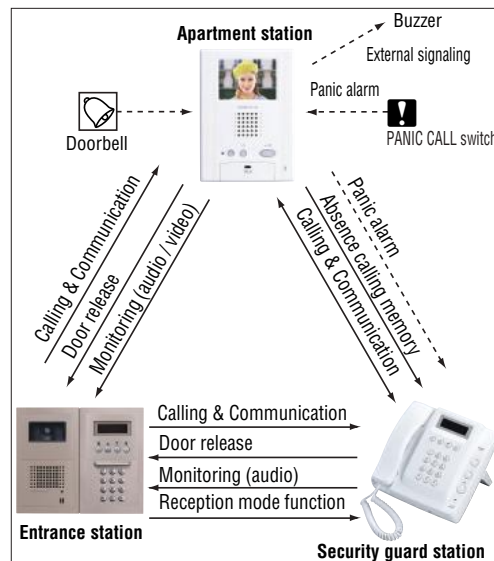 Apartment station
Buzzer
External signaling
Panic alarm
PANIC CALL switch
Doorbell
Calling & Communication
Door release
Monitoring (audio / video)
Panic alarm
Absence calling memory
Calling & Communication
Calling & Communication
Door release
Monitoring (audio)
Reception mode function
Entrance station
Security guard station